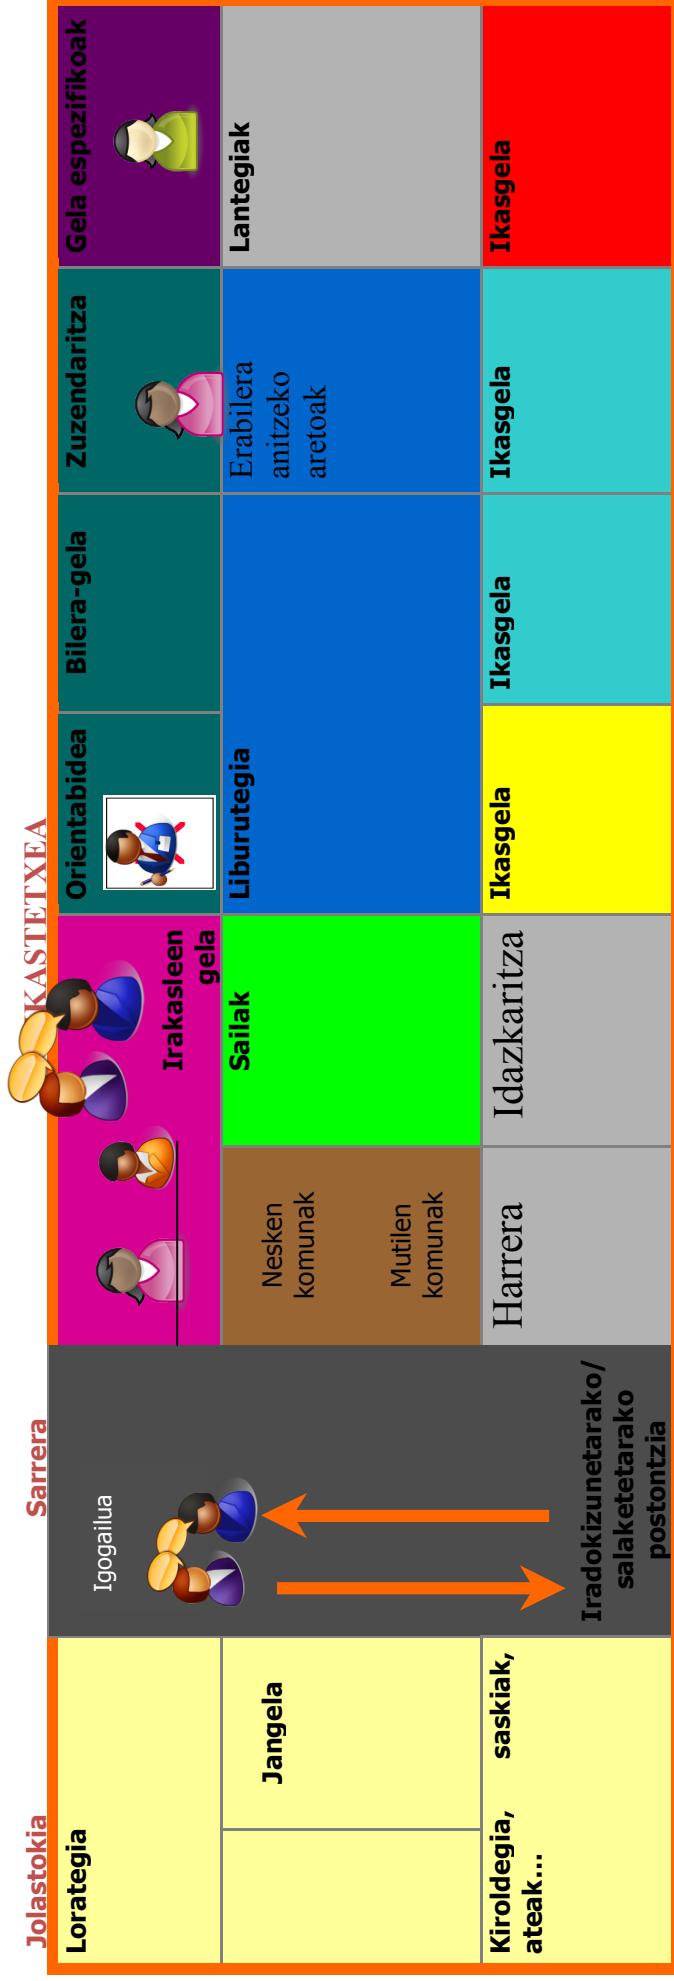 IKASTETXEA
Jolastokia
Sarrera
Lorategia
Igogailua
Irakasleen
gela
Orientabidea
Bilera-gela
Zuzendaritza
Gela espezifikoak
Jangela
Nesken
komunak
Mutilen
komunak
Sailak
Liburutegia
Erabilera
anitzeko
aretoak
Lantegiak
Kiroldegia, saskiak,
ateak...
Iradokizunetarako/
salaketetarako
postontzia
Harrera
Idazkaritza
Ikasgela
Ikasgela
Ikasgela
Ikasgela